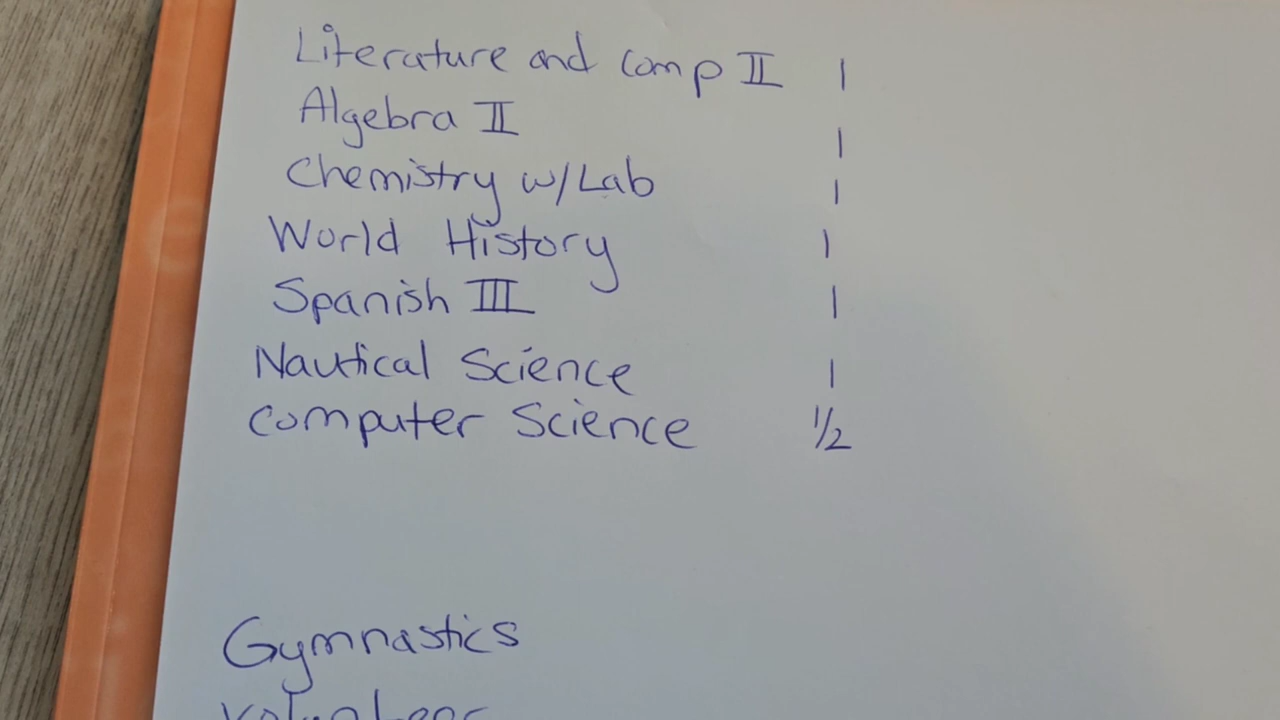 Literature and Comp II 1
Algebra II 1
Chemistry w/Lab 1
World History 1
Spanish III 1
Nautical Science 1
Computer Science 1/2
Gymnastics
Volunteer